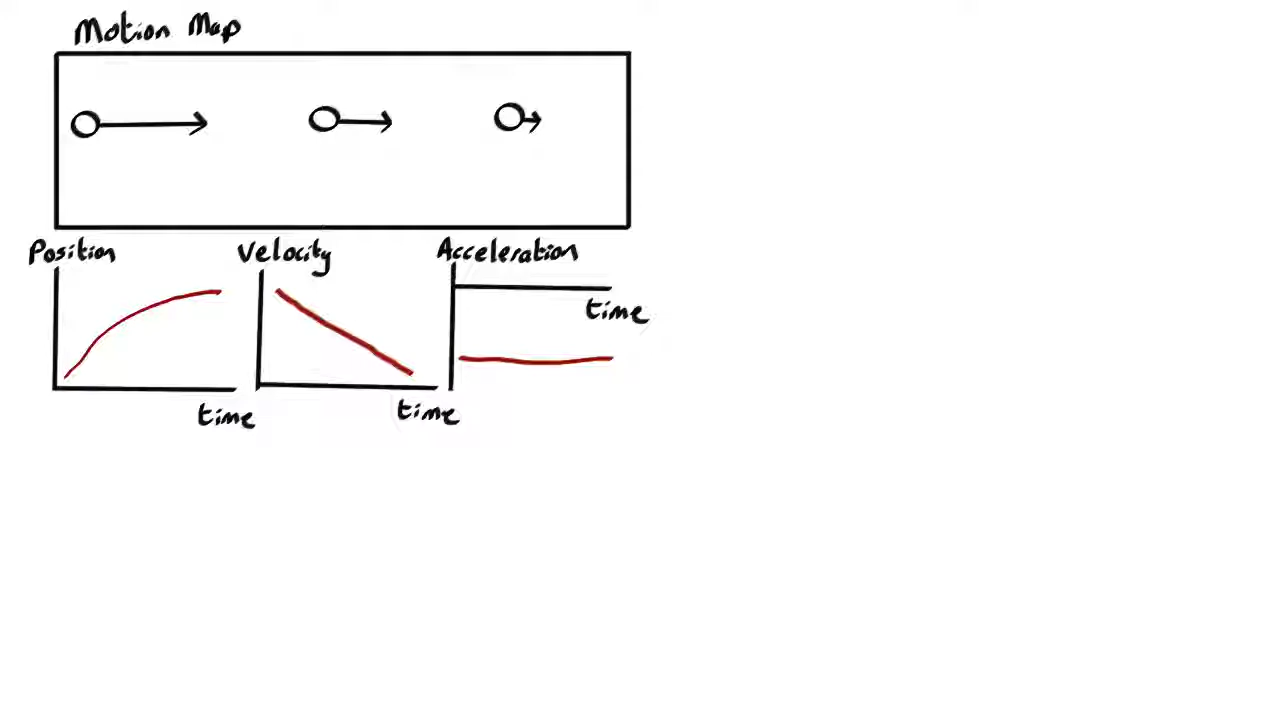 Motion Map
Position
Velocity
Acceleration
time
time
time